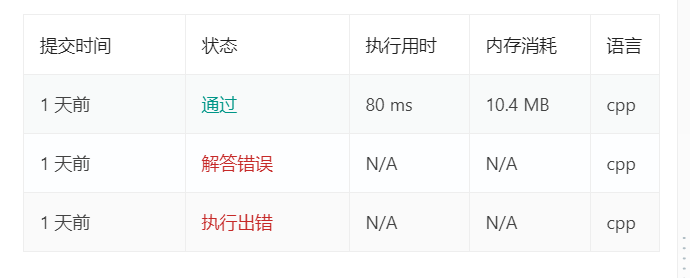 提交时间 状态 执行用时 内存消耗 语言
1 天前 通过 80 ms 10.4 MB cpp
1 天前 解答错误 N/A N/A cpp
1 天前 执行出错 N/A N/A cpp